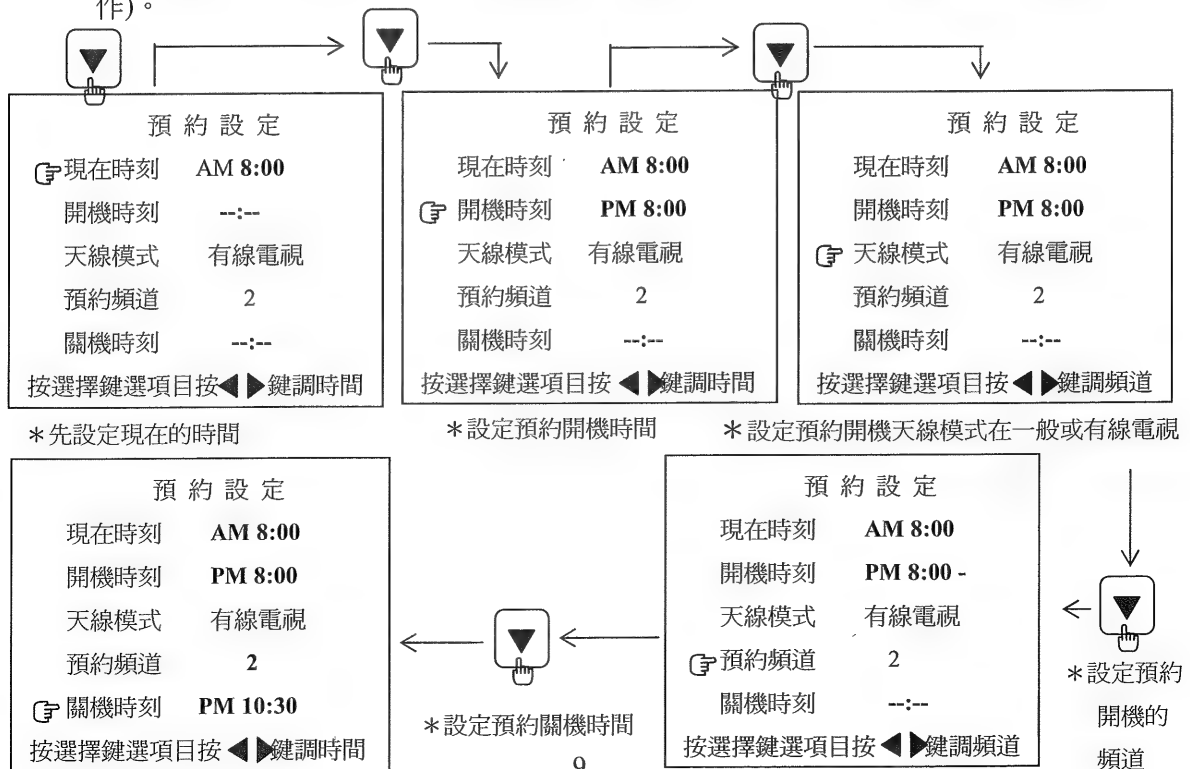 作)。
預約設定
現在時刻 AM 8:00
開機時刻 --:--
天線模式 有線電視
預約頻道 2
關機時刻 --:--
按選擇鍵選項目按◀ ▶鍵調時間
＊先設定現在的時間
預約設定
現在時刻 AM 8:00
開機時刻 PM 8:00
天線模式 有線電視
預約頻道 2
關機時刻 --:--
按選擇鍵選項目按◀ ▶鍵調時間
＊設定預約開機時間
預約設定
現在時刻 AM 8:00
開機時刻 PM 8:00
天線模式 有線電視
預約頻道 2
關機時刻 --:--
按選擇鍵選項目按◀ ▶鍵調頻道
＊設定預約開機天線模式在一般或有線電視
＊設定預約
開機的
頻道
預約設定
現在時刻 AM 8:00
開機時刻 PM 8:00 -
天線模式 有線電視
預約頻道 2
關機時刻 --:--
按選擇鍵選項目按◀ ▶鍵調頻道
＊設定預約關機時間
預約設定
現在時刻 AM 8:00
開機時刻 PM 8:00
天線模式 有線電視
預約頻道 2
關機時刻 PM 10:30
按選擇鍵選項目按◀ ▶鍵調時間
9